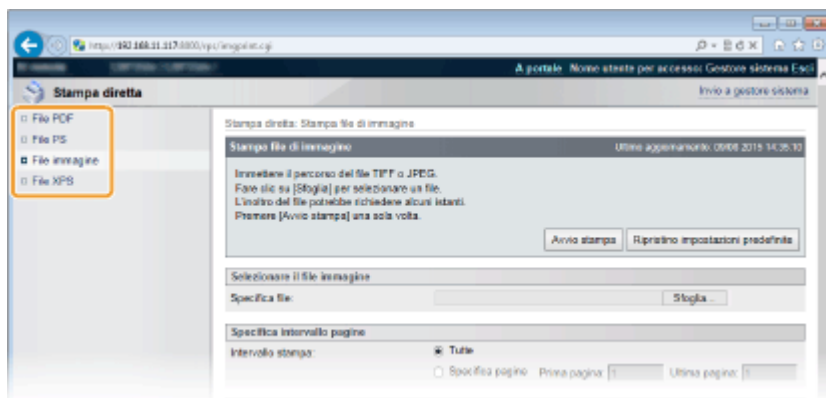 http://192.168.11.117:8000/rps/imgprint.cgi
A portale Nome utente per accesso: Gestore sistema Esci
Stampa diretta
Invio a gestore sistema
File PDF
File PS
File immagine
File XPS
Stampa diretta: Stampa file di immagine
Stampa file di immagine
Ultimo aggiornamento: 09/06 2015 14:35:10
Immettere il percorso del file TIFF o JPEG.
Fare clic su [Sfoglia] per selezionare un file.
L'inoltro del file potrebbe richiedere alcuni istanti.
Premere [Avvio stampa] una sola volta.
Avvio stampa Ripristino impostazioni predefinite
Selezionare il file immagine
Specifica file: Sfoglia...
Specifica intervallo pagine
Intervallo stampa: Tutte
Specifica pagine Prima pagina: 1 Ultima pagina: 1